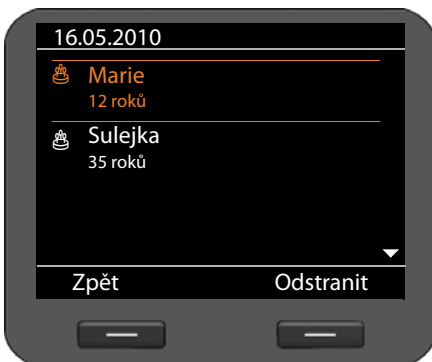 16.05.2010
Marie
12 roků
Sulejka
35 roků
Zpět Odstranit